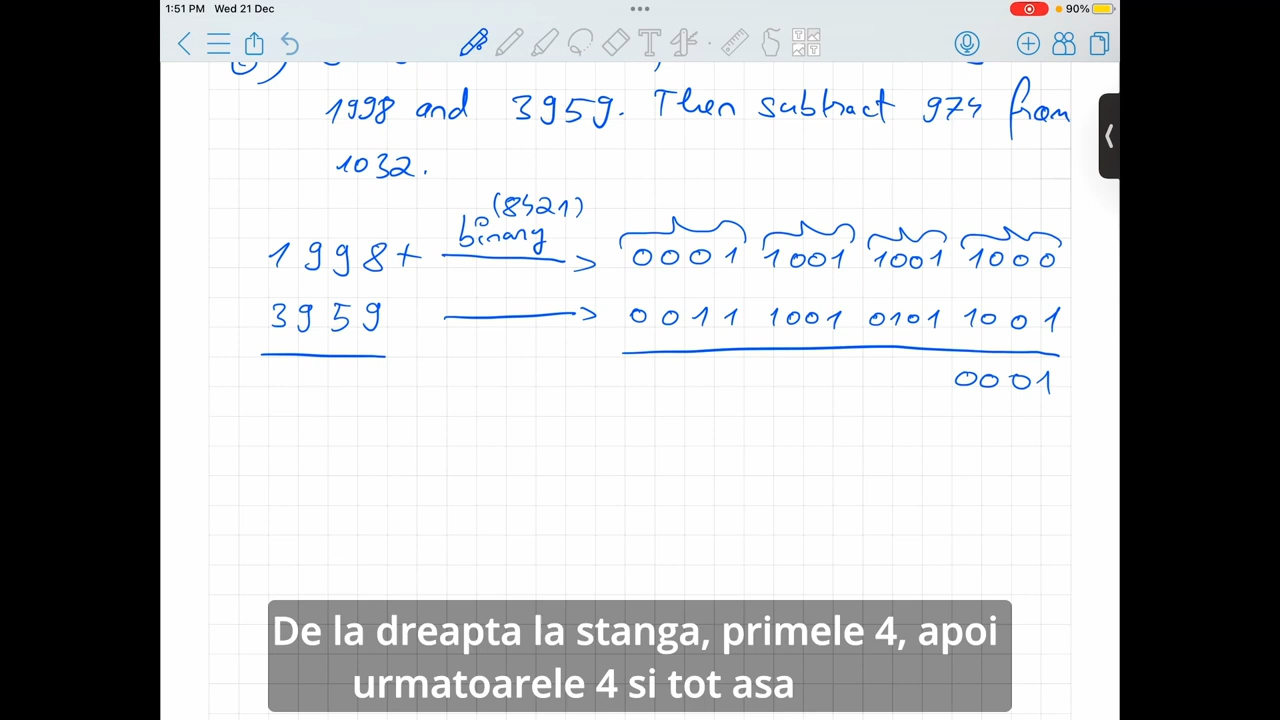 1:51 PM Wed 21 Dec
90%
1998 and 3959. Then subtract 974 from
1032.
(8421)
binary
1998+ 0001 1001 1001 1000
3959 0011 1001 0101 1001
0001
De la dreapta la stanga, primele 4, apoi
urmatoarele 4 si tot asa